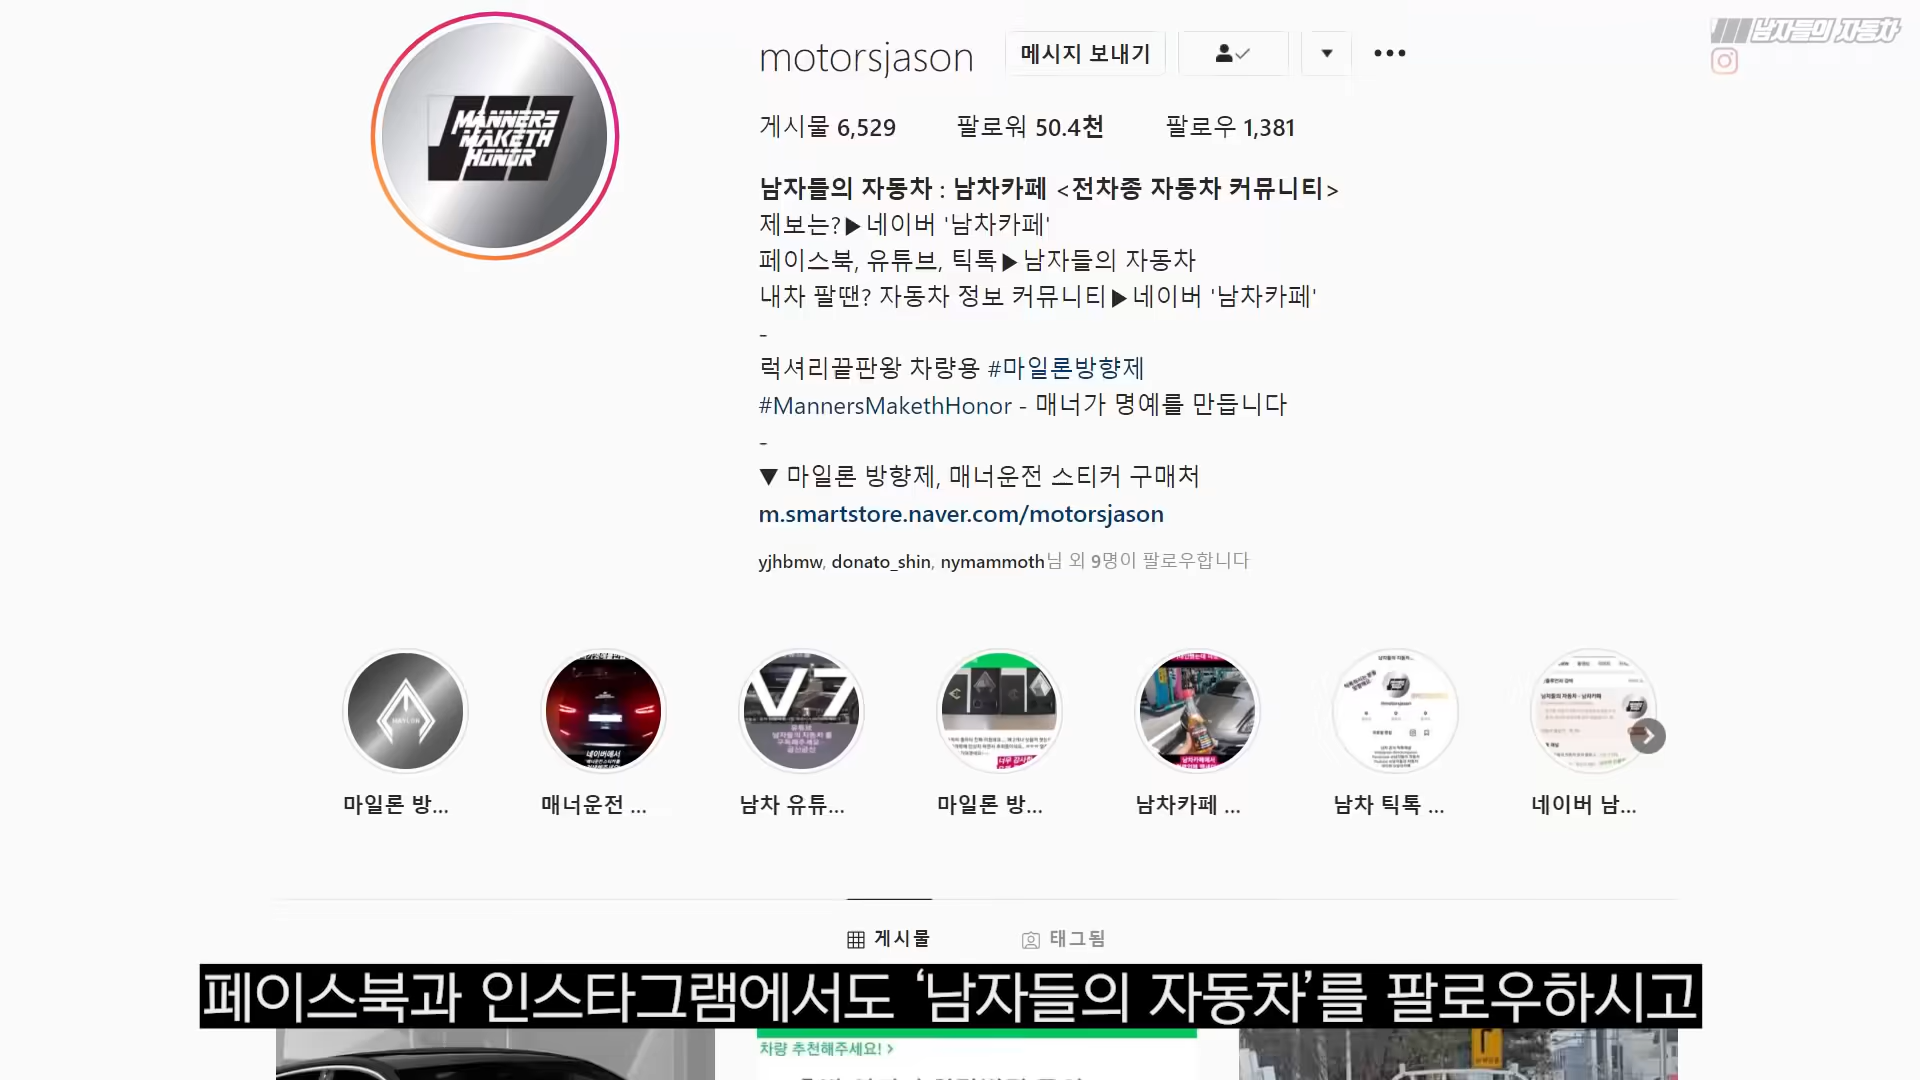 남자들의 자동차
motorsjason 메시지 보내기
MANNERS
MAKETH
HONOR
게시물 6,529 팔로워 50.4천 팔로우 1,381
남자들의 자동차 : 남차카페 <전차종 자동차 커뮤니티>
제보는?▶네이버 '남차카페'
페이스북, 유튜브, 틱톡▶남자들의 자동차
내차 팔땐? 자동차 정보 커뮤니티▶네이버 '남차카페'
-
럭셔리끝판왕 차량용 #마일론방향제
#MannersMakethHonor - 매너가 명예를 만듭니다
-
▼ 마일론 방향제, 매너운전 스티커 구매처
m.smartstore.naver.com/motorsjason
yjhbmw, donato_shin, nymammoth님 외 9명이 팔로우합니다
V7
마일론 방... 매너운전 ... 남차 유튜... 마일론 방... 남차카페 ... 남차 틱톡 ... 네이버 남...
게시물 태그됨
페이스북과 인스타그램에서도 ‘남자들의 자동차’를 팔로우하시고
차량 추천해주세요! >